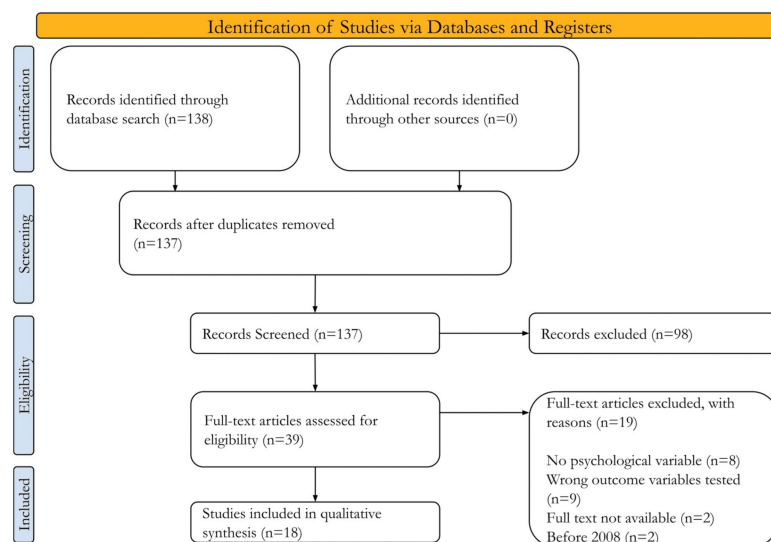 Identification of Studies via Databases and Registers
Identification
Records identified through
database search (n=138)
Additional records identified
through other sources (n=0)
Screening
Records after duplicates removed
(n=137)
Eligibility
Records Screened (n=137)
Records excluded (n=98)
Full-text articles assessed for
eligibility (n=39)
Full-text articles excluded, with
reasons (n=19)
No psychological variable (n=8)
Wrong outcome variables tested
(n=9)
Full text not available (n=2)
Before 2008 (n=2)
Included
Studies included in qualitative
synthesis (n=18)